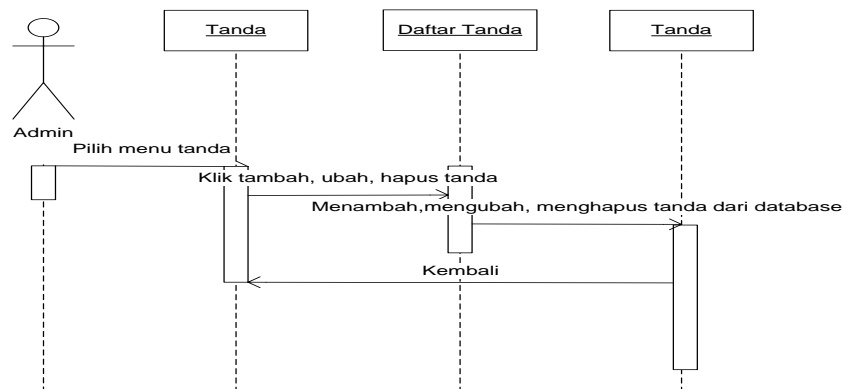 Tanda
Daftar Tanda
Tanda
Admin
Pilih menu tanda
Klik tambah, ubah, hapus tanda
Menambah,mengubah, menghapus tanda dari database
Kembali